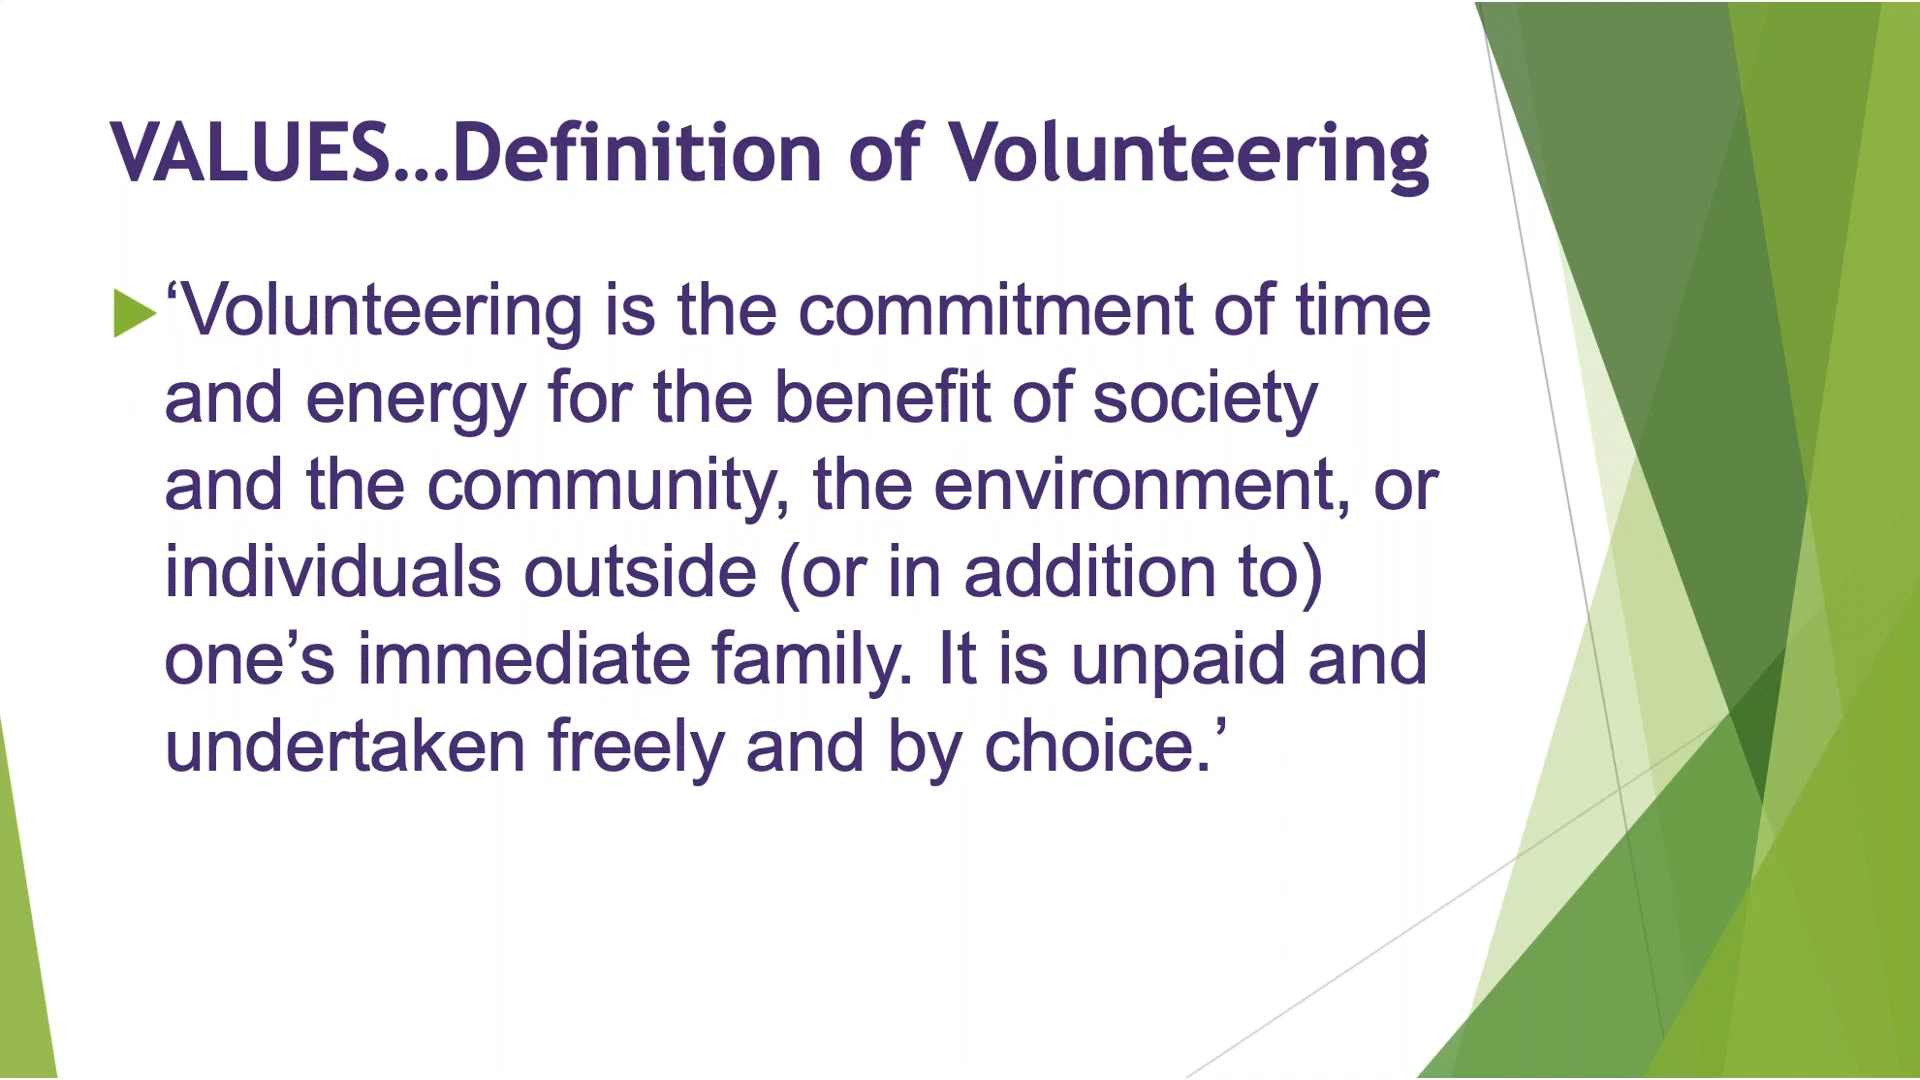 VALUES...Definition of Volunteering
‘Volunteering is the commitment of time
and energy for the benefit of society
and the community, the environment, or
individuals outside (or in addition to)
one’s immediate family. It is unpaid and
undertaken freely and by choice.’